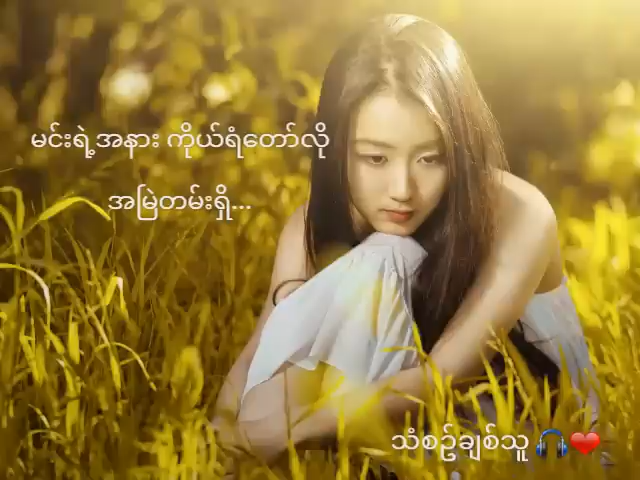 မင်းရဲ့အနား ကိုယ်ရံတော်လို
အမြဲတမ်းရှိ...
သံစဉ်ချစ်သူ 🎧❤️